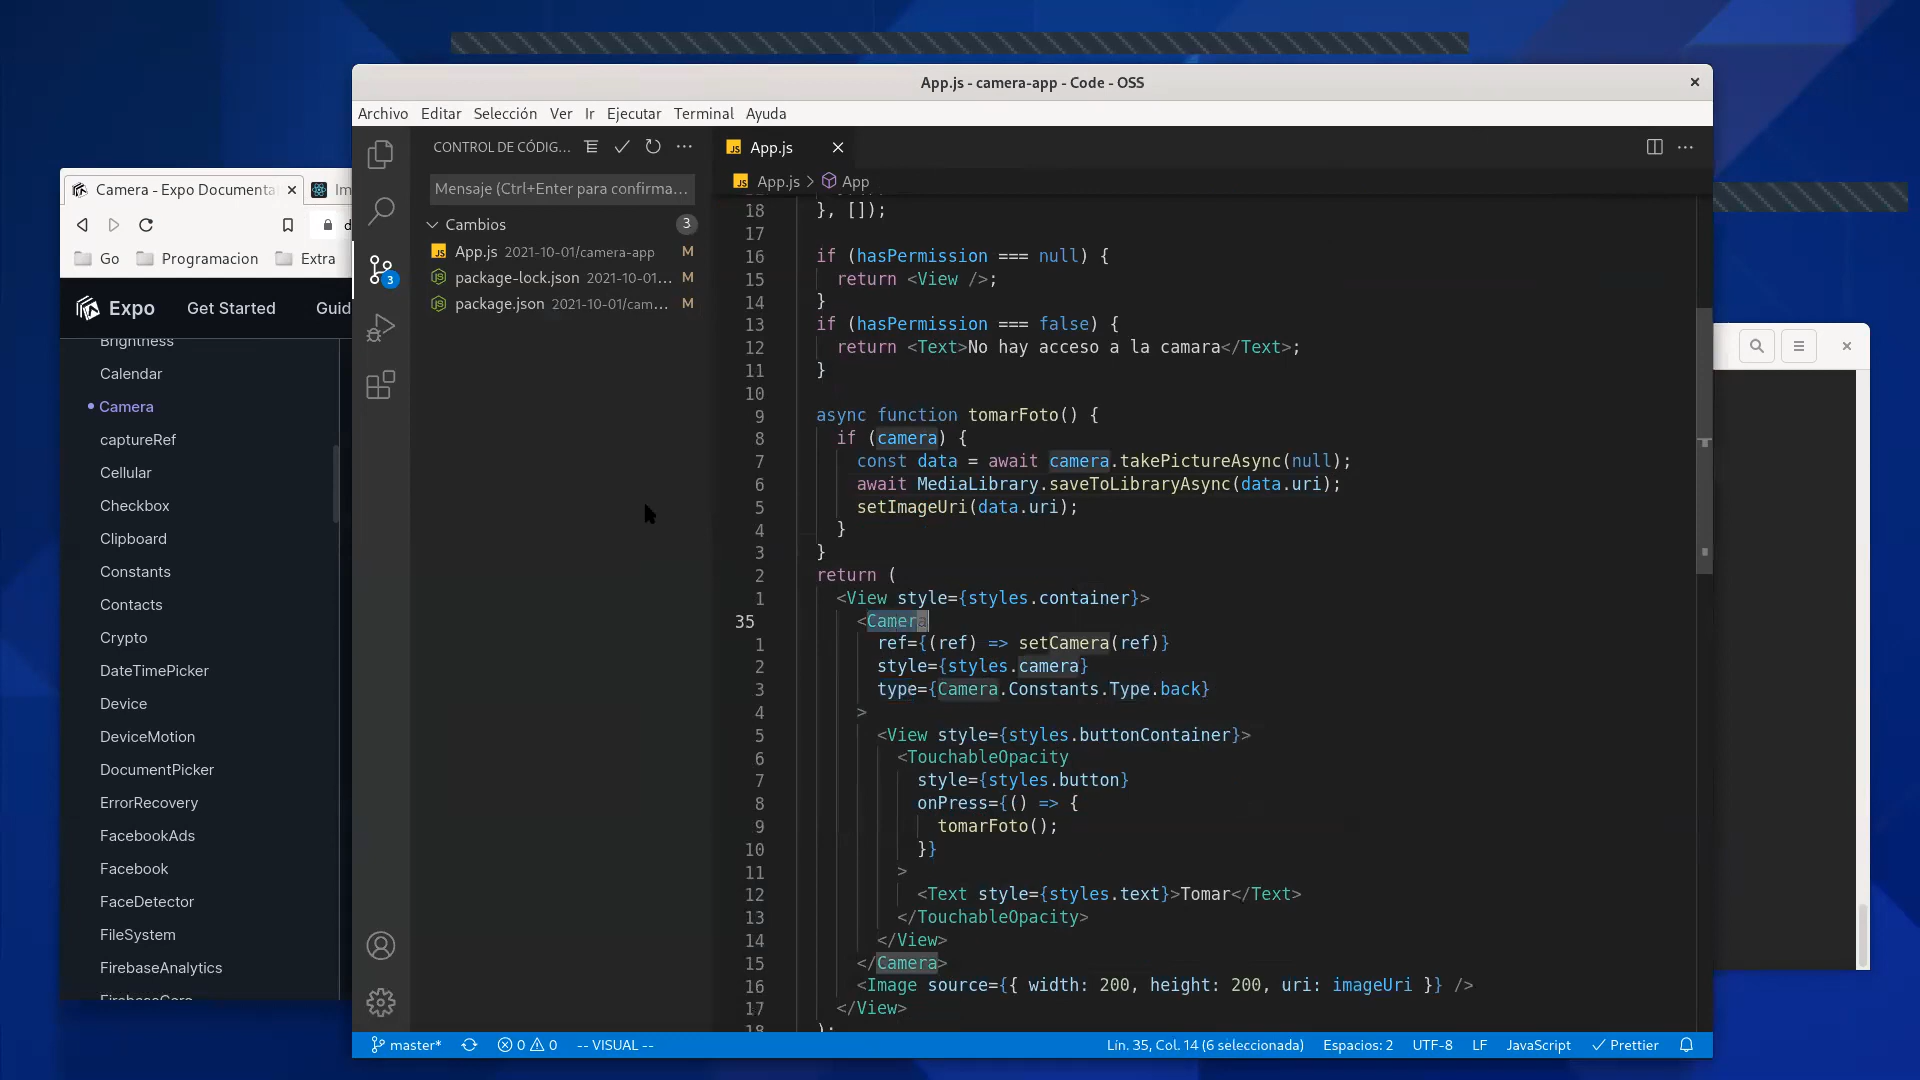 App.js - camera-app - Code - OSS
Archivo Editar Selección Ver Ir Ejecutar Terminal Ayuda
CONTROL DE CÓDIG...
Mensaje (Ctrl+Enter para confirma...
Cambios 3
App.js 2021-10-01/camera-app M
package-lock.json 2021-10-01... M
package.json 2021-10-01/cam... M
3
App.js
App.js > App
18 }, []);
17
16 if (hasPermission === null) {
15 return <View />;
14 }
13 if (hasPermission === false) {
12 return <Text>No hay acceso a la camara</Text>;
11 }
10
9 async function tomarFoto() {
8 if (camera) {
7 const data = await camera.takePictureAsync(null);
6 await MediaLibrary.saveToLibraryAsync(data.uri);
5 setImageUri(data.uri);
4 }
3 }
2 return (
1 <View style={styles.container}>
35 <Camera
1 ref={(ref) => setCamera(ref)}
2 style={styles.camera}
3 type={Camera.Constants.Type.back}
4 >
5 <View style={styles.buttonContainer}>
6 <TouchableOpacity
7 style={styles.button}
8 onPress={() => {
9 tomarFoto();
10 }}
11 >
12 <Text style={styles.text}>Tomar</Text>
13 </TouchableOpacity>
14 </View>
15 </Camera>
16 <Image source={{ width: 200, height: 200, uri: imageUri }} />
17 </View>
18 );
master* 0 0 -- VISUAL -- Lín. 35, Col. 14 (6 seleccionada) Espacios: 2 UTF-8 LF JavaScript Prettier
Camera - Expo Documenta
Im
d
Go Programacion Extra
Expo Get Started Guid
Brightness
Calendar
Camera
captureRef
Cellular
Checkbox
Clipboard
Constants
Contacts
Crypto
DateTimePicker
Device
DeviceMotion
DocumentPicker
ErrorRecovery
FacebookAds
Facebook
FaceDetector
FileSystem
FirebaseAnalytics
FirebaseCore